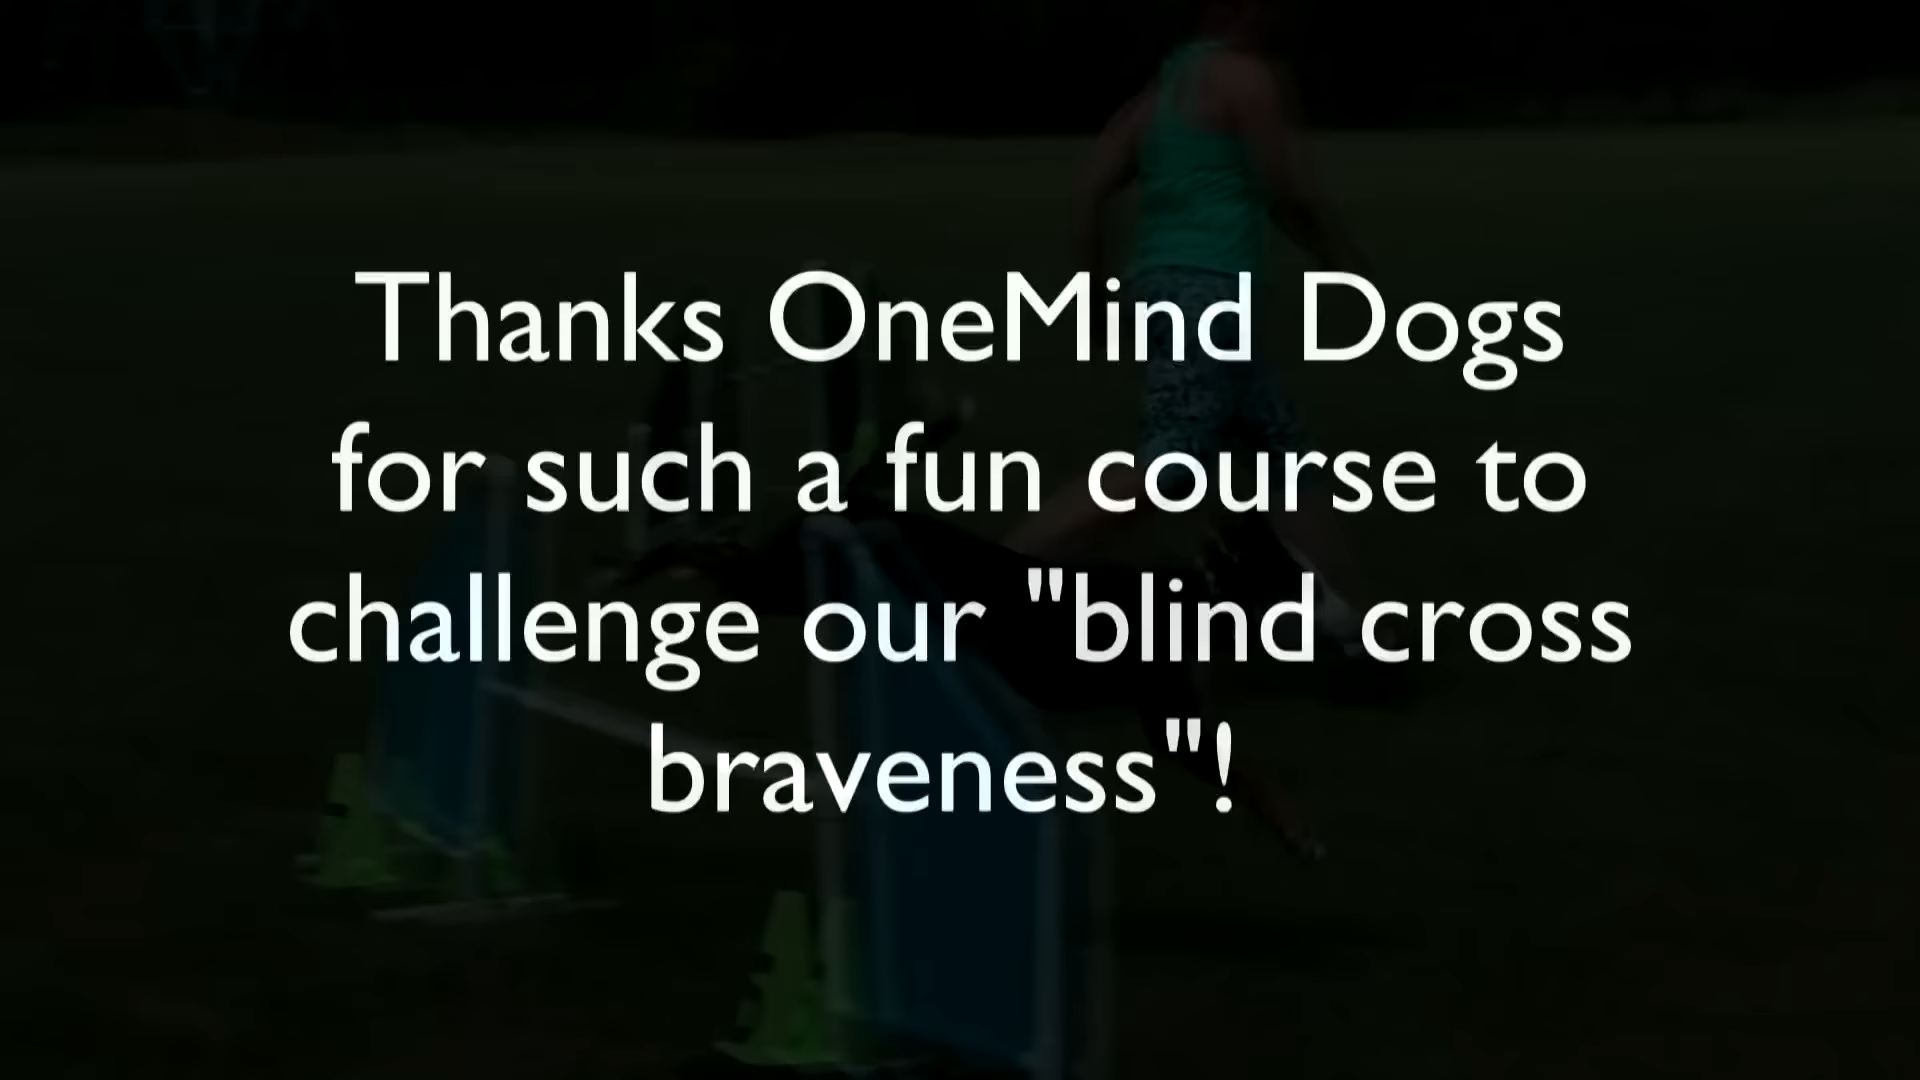 Thanks OneMind Dogs
for such a fun course to
challenge our "blind cross
braveness"!